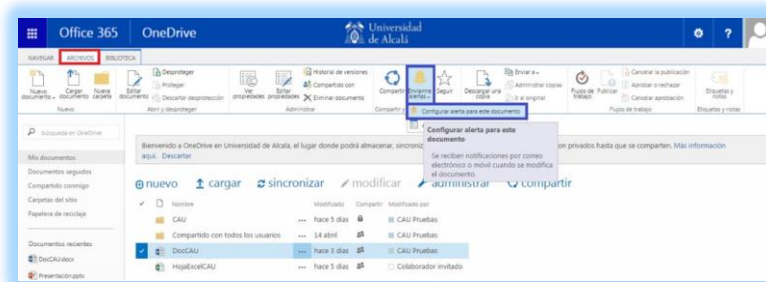 Office 365
OneDrive
Universidad
de Alcalá
?
NAVEGAR
ARCHIVOS
BIBLIOTECA
Nuevo
documento
Cargar
documento
Nueva
carpeta
Nuevo
Editar
documento
Desproteger
Proteger
Descartar desprotección
Abrir y desproteger
Ver
propiedades
Editar
propiedades
Historial de versiones
Compartido con
Eliminar documento
Administrar
Compartir
Enviarme
alertas
Seguir
Compartir y
Configurar alerta para este documento
Descargar una
copia
Enviar a
Administrar copias
Ir al original
Flujos de
trabajo
Publicar
Cancelar la publicación
Aprobar o rechazar
Cancelar aprobación
Flujos de trabajo
Etiquetas y
notas
Etiquetas y notas
Configurar alerta para este
documento
Se reciben notificaciones por correo
electrónico o móvil cuando se modifica
el documento.
búsqueda en OneDrive
Mis documentos
Documentos seguidos
Compartido conmigo
Carpetas del sitio
Papelera de reciclaje
Documentos recientes
DocCAU.docx
Presentación.pptx
Bienvenido a OneDrive en Universidad de Alcalá, el lugar donde podrá almacenar, sincroniz
on privados hasta que se comparten. Más información
aquí. Descartar
nuevo cargar sincronizar modificar administrar compartir
Nombre Modificado Compartir Modificado por
CAU ... hace 5 días CAU Pruebas
Compartido con todos los usuarios ... 14 abril CAU Pruebas
DocCAU ... hace 3 días CAU Pruebas
HojaExcelCAU ... hace 5 días Colaborador invitado